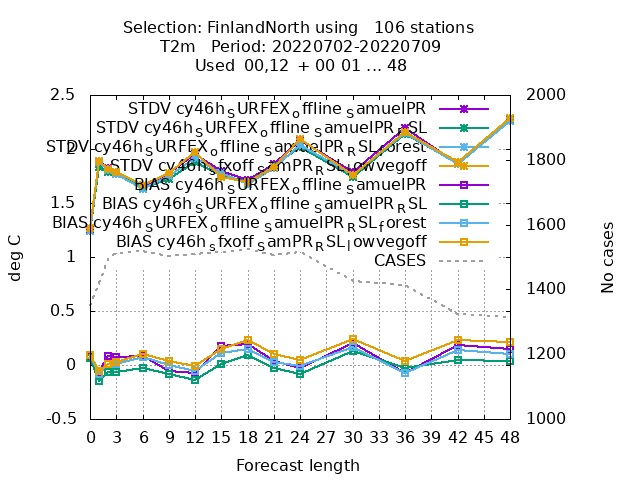 Selection: FinlandNorth using 106 stations
T2m Period: 20220702-20220709
Used 00,12 + 00 01 ... 48
STDV cy46h_SURFEX_offline_samuelPR
STDV cy46h_SURFEX_offline_samuelPR_RSL
STDV cy46h_SURFEX_offline_samuelPR_RSL_forest
STDV cy46h_sfxoff_samPR_RSL_lowvegoff
BIAS cy46h_SURFEX_offline_samuelPR
BIAS cy46h_SURFEX_offline_samuelPR_RSL
BIAS cy46h_SURFEX_offline_samuelPR_RSL_forest
BIAS cy46h_sfxoff_samPR_RSL_lowvegoff
CASES
2.5
2
1.5
1
0.5
0
-0.5
deg C
2000
1800
1600
1400
1200
1000
No cases
0 3 6 9 12 15 18 21 24 27 30 33 36 39 42 45 48
Forecast length